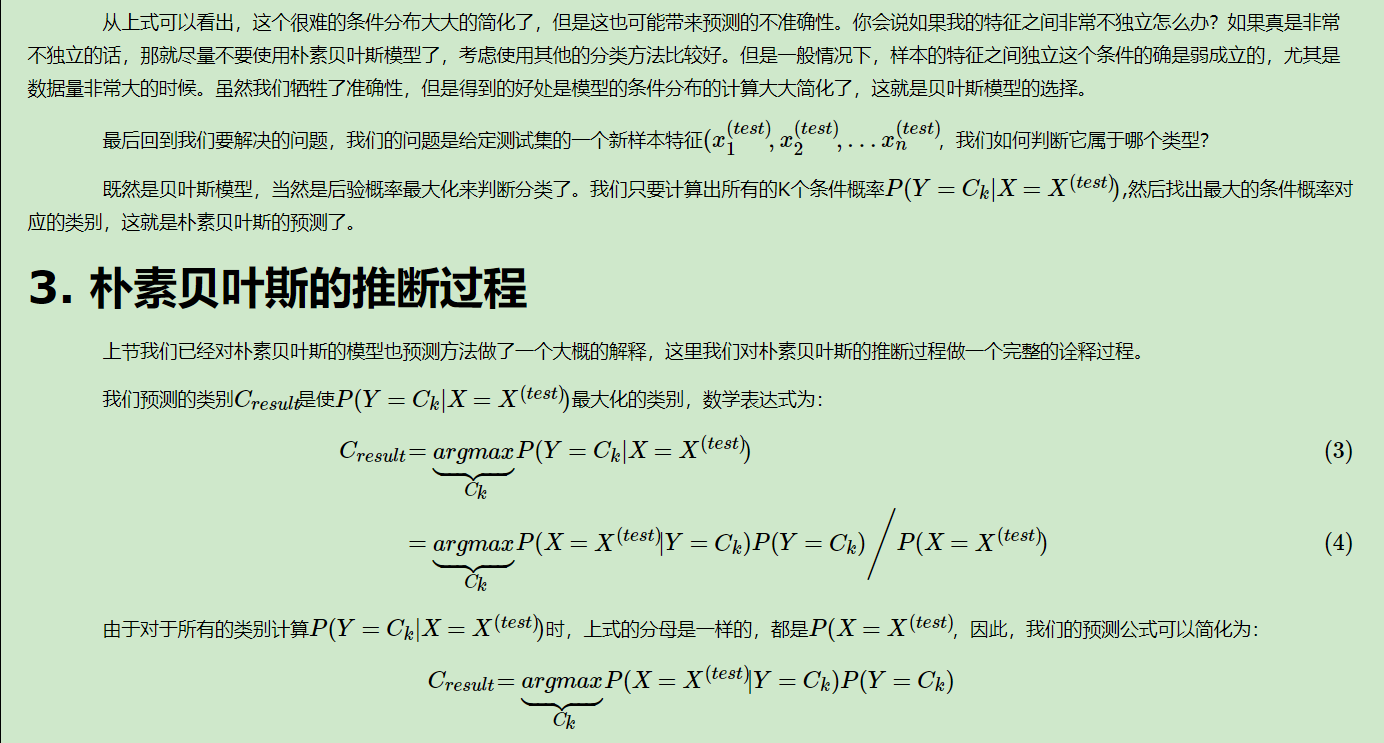 从上式可以看出，这个很难的条件分布大大的简化了，但是这也可能带来预测的不准确性。你会说如果我的特征之间非常不独立怎么办？如果真是非常
不独立的话，那就尽量不要使用朴素贝叶斯模型了，考虑使用其他的分类方法比较好。但是一般情况下，样本的特征之间独立这个条件的确是弱成立的，尤其是
数据量非常大的时候。虽然我们牺牲了准确性，但是得到的好处是模型的条件分布的计算大大简化了，这就是贝叶斯模型的选择。
最后回到我们要解决的问题，我们的问题是给定测试集的一个新样本特征$(x_1^{(test)}, x_2^{(test)}, \ldots x_n^{(test)}$，我们如何判断它属于哪个类型？
既然是贝叶斯模型，当然是后验概率最大化来判断分类了。我们只要计算出所有的K个条件概率$P(Y=C_k|X=X^{(test)})$,然后找出最大的条件概率对
应的类别，这就是朴素贝叶斯的预测了。
3. 朴素贝叶斯的推断过程
上节我们已经对朴素贝叶斯的模型也预测方法做了一个大概的解释，这里我们对朴素贝叶斯的推断过程做一个完整的诠释过程。
我们预测的类别$C_{result}$是使$P(Y=C_k|X=X^{(test)})$最大化的类别，数学表达式为：
$C_{result} = \underbrace{argmax}_{C_k} P(Y=C_k|X=X^{(test)})$ (3)
$= \underbrace{argmax}_{C_k} P(X=X^{(test)}|Y=C_k)P(Y=C_k) \Big/ P(X=X^{(test)})$ (4)
由于对于所有的类别计算$P(Y=C_k|X=X^{(test)})$时，上式的分母是一样的，都是$P(X=X^{(test)}$，因此，我们的预测公式可以简化为：
$C_{result} = \underbrace{argmax}_{C_k} P(X=X^{(test)}|Y=C_k)P(Y=C_k)$